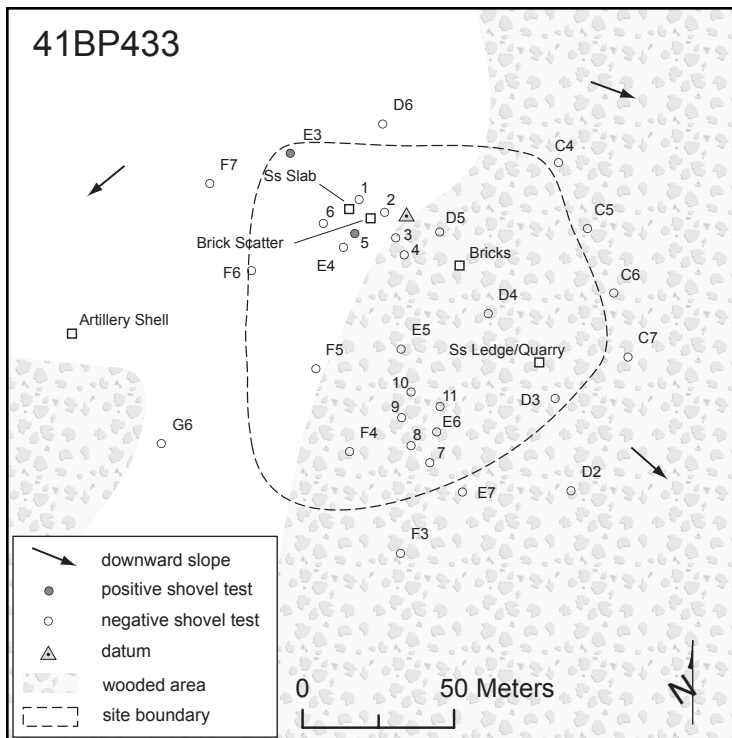 41BP433
D6
E3
C4
Ss Slab
F7
1
2
6
C5
D5
3
Brick Scatter
5
4
Bricks
E4
F6
C6
D4
Artillery Shell
E5
C7
Ss Ledge/Quarry
F5
10
11
D3
9
G6
E6
F4
8
7
D2
E7
F3
downward slope
positive shovel test
negative shovel test
datum
wooded area
site boundary
0
50 Meters
N